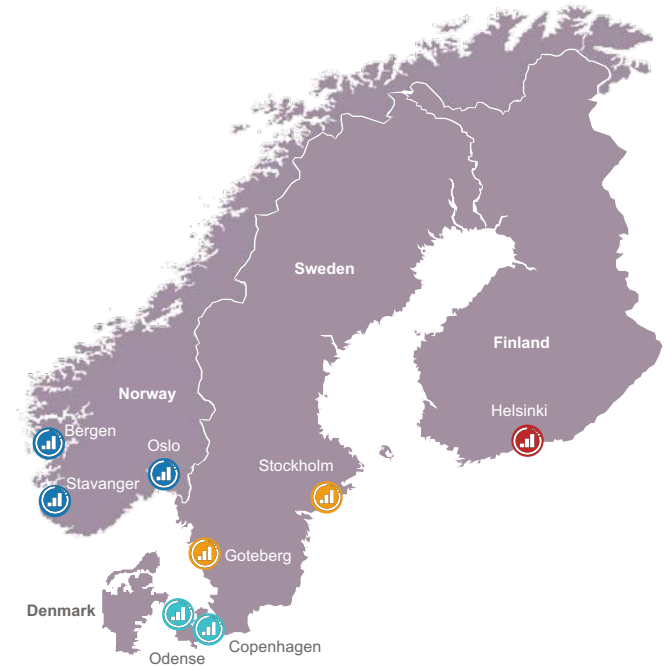 Sweden
Finland
Norway
Helsinki
Bergen
Oslo
Stockholm
Stavanger
Goteberg
Denmark
Copenhagen
Odense